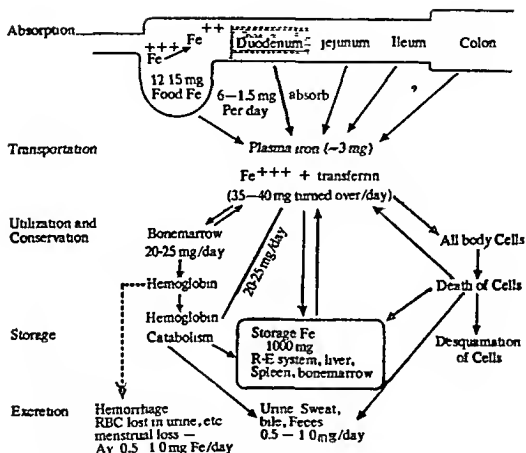 Absorption
+++
Fe
++
Fe
Duodenum
jejunum
Ileum
Colon
12 15 mg
Food Fe
6—1.5 mg
Per day
absorb
?
Transportation
Plasma iron {~3 mg}
Fe+++ + transferrin
(35—40 mg turned over/day)
Utilization and
Conservation
Bonemarrow
20-25 mg/day
20-25 mg/day
All body Cells
Hemoglobin
Death of Cells
Hemoglobin
Catabolism
Desquamation
of Cells
Storage
Storage Fe
1000 mg
R-E system, liver,
Spleen, bonemarrow
Excretion
Hemorrhage
RBC lost in urine, etc
menstrual loss —
Av 0.5 1 0 mg Fe/day
Urine Sweat,
bile, Feces
0.5 — 1 0 mg/day